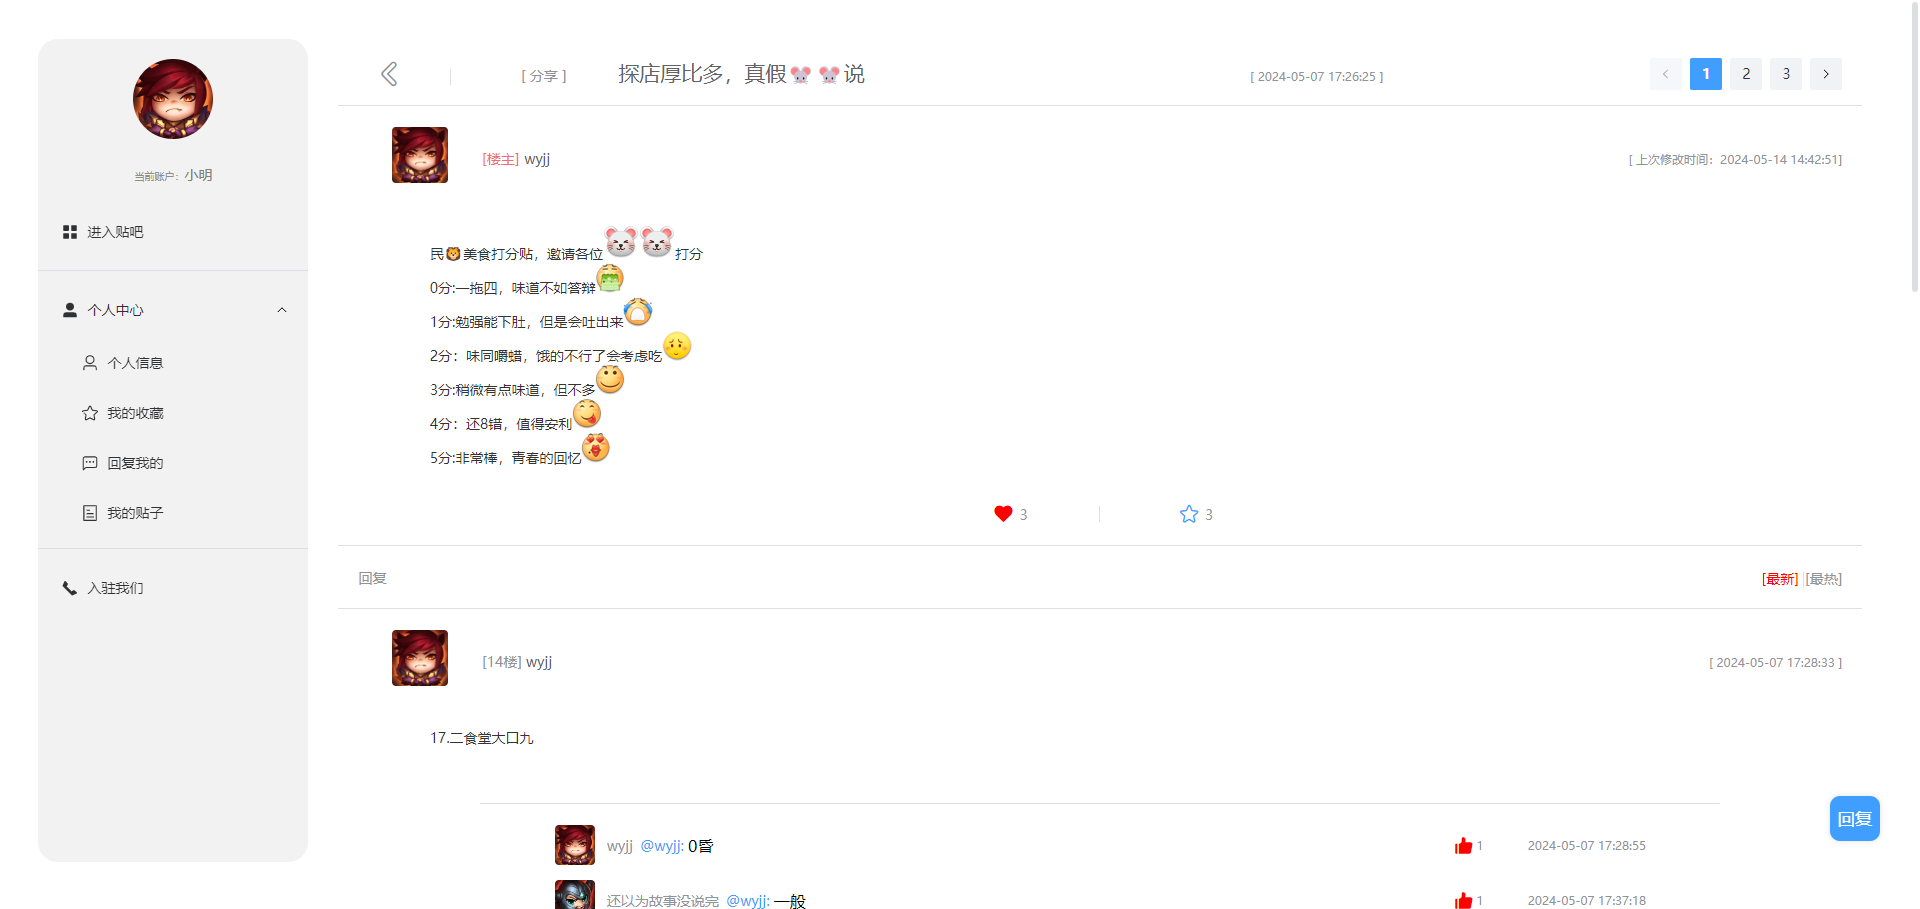 当前账户：小明
进入贴吧
个人中心
个人信息
我的收藏
回复我的
我的贴子
入驻我们
[ 分享 ]
探店厚比多，真假🐭🐭说
[ 2024-05-07 17:26:25 ]
1 2 3
[楼主] wyjj
[ 上次修改时间：2024-05-14 14:42:51]
民🦁美食打分贴，邀请各位🐭🐭打分
0分:一拖四，味道不如答辩
1分:勉强能下肚，但是会吐出来
2分：味同嚼蜡，饿的不行了会考虑吃
3分:稍微有点味道，但不多
4分：还8错，值得安利
5分:非常棒，青春的回忆
3
3
回复
[最新] [最热]
[14楼] wyjj
[ 2024-05-07 17:28:33 ]
17.二食堂大口九
wyjj @wyjj: 0昏
1
2024-05-07 17:28:55
还以为故事没说完 @wyjj: 一般
1
2024-05-07 17:37:18
回复